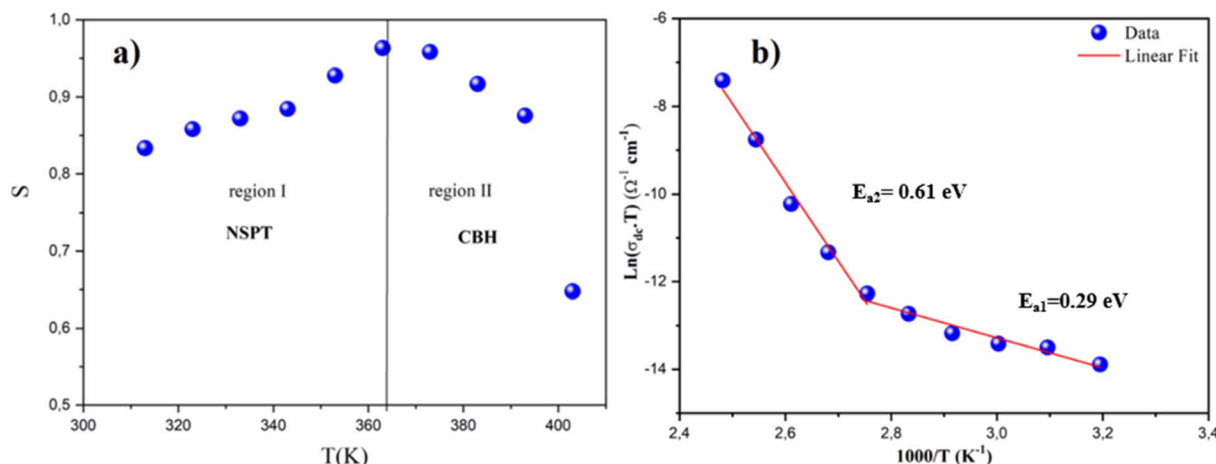 a)
1,0
0,9
0,8
0,7
0,6
0,5
S
region I
region II
NSPT
CBH
300
320
340
360
380
400
T(K)
b)
-6
-8
-10
-12
-14
Ln(σdc.T) (Ω-1 cm-1)
Data
Linear Fit
Ea2= 0.61 eV
Ea1=0.29 eV
2,4
2,6
2,8
3,0
3,2
3,4
1000/T (K-1)